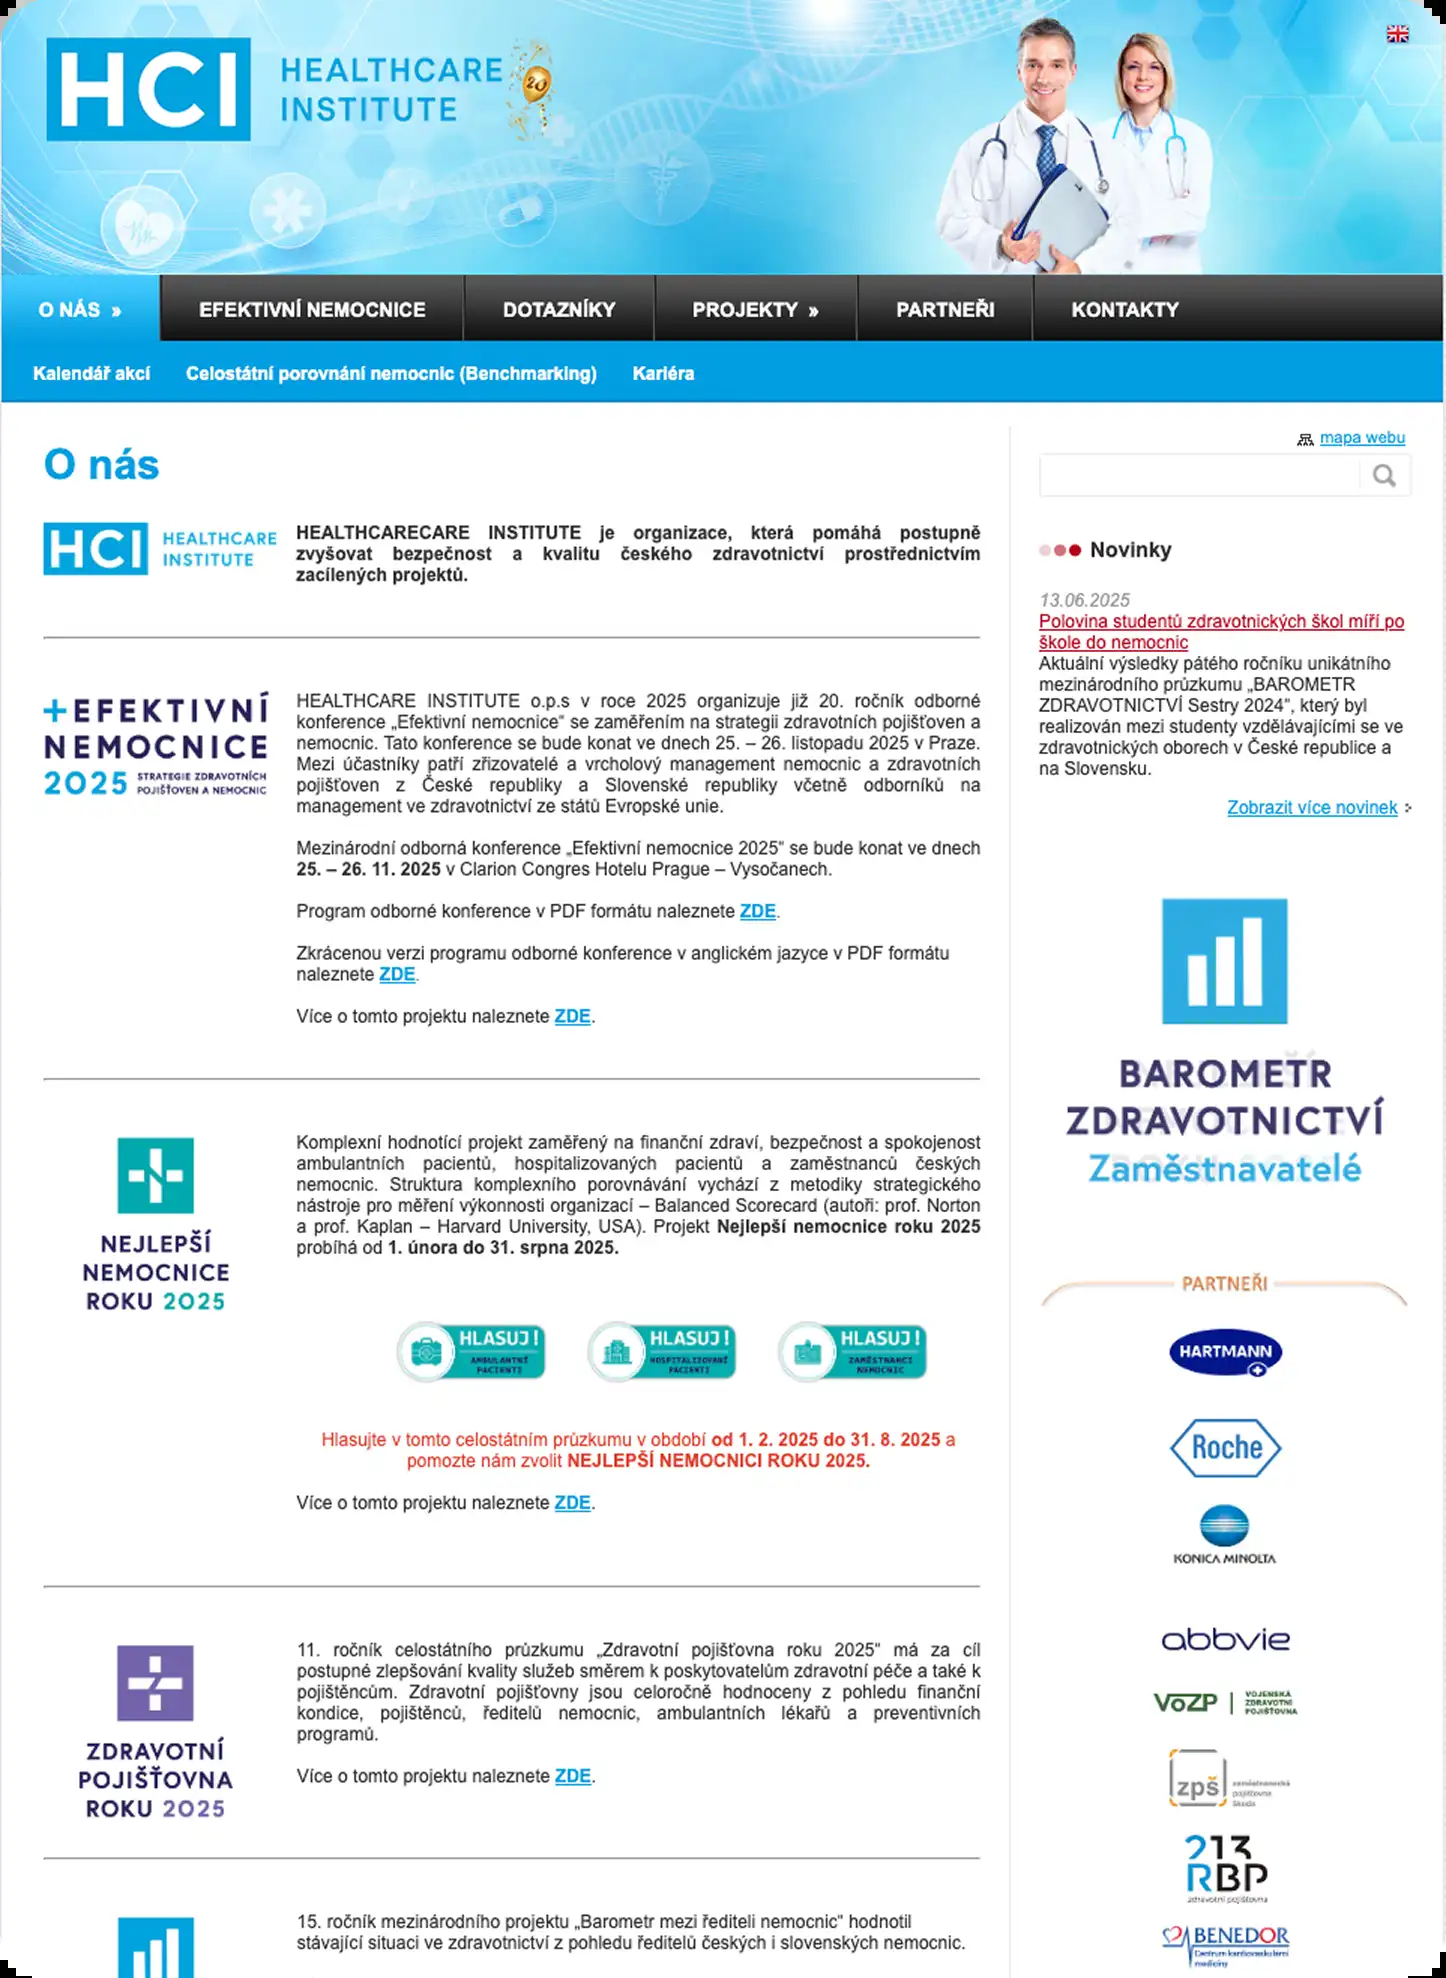 HCI HEALTHCARE
INSTITUTE
20
O NÁS »
EFEKTIVNÍ NEMOCNICE
DOTAZNÍKY
PROJEKTY »
PARTNEŘI
KONTAKTY
Kalendář akcí
Celostátní porovnání nemocnic (Benchmarking)
Kariéra
O nás
HCI HEALTHCARE
INSTITUTE
HEALTHCARECARE INSTITUTE je organizace, která pomáhá postupně
zvyšovat bezpečnost a kvalitu českého zdravotnictví prostřednictvím
zacílených projektů.
+EFEKTIVNÍ
NEMOCNICE
2025 STRATEGIE ZDRAVOTNÍCH
POJIŠŤOVEN A NEMOCNIC
HEALTHCARE INSTITUTE o.p.s v roce 2025 organizuje již 20. ročník odborné
konference „Efektivní nemocnice“ se zaměřením na strategii zdravotních pojišťoven a
nemocnic. Tato konference se bude konat ve dnech 25. – 26. listopadu 2025 v Praze.
Mezi účastníky patří zřizovatelé a vrcholový management nemocnic a zdravotních
pojišťoven z České republiky a Slovenské republiky včetně odborníků na
management ve zdravotnictví ze států Evropské unie.
Mezinárodní odborná konference „Efektivní nemocnice 2025“ se bude konat ve dnech
25. – 26. 11. 2025 v Clarion Congres Hotelu Prague – Vysočanech.
Program odborné konference v PDF formátu naleznete ZDE.
Zkrácenou verzi programu odborné konference v anglickém jazyce v PDF formátu
naleznete ZDE.
Více o tomto projektu naleznete ZDE.
NEJLEPŠÍ
NEMOCNICE
ROKU 2025
Komplexní hodnotící projekt zaměřený na finanční zdraví, bezpečnost a spokojenost
ambulantních pacientů, hospitalizovaných pacientů a zaměstnanců českých
nemocnic. Struktura komplexního porovnávání vychází z metodiky strategického
nástroje pro měření výkonnosti organizací – Balanced Scorecard (autoři: prof. Norton
a prof. Kaplan – Harvard University, USA). Projekt Nejlepší nemocnice roku 2025
probíhá od 1. února do 31. srpna 2025.
HLASUJ!
AMBULANTNÍ
PACIENTI
HLASUJ!
HOSPITALIZOVANÍ
PACIENTI
HLASUJ!
ZAMĚSTNANCI
NEMOCNIC
Hlasujte v tomto celostátním průzkumu v období od 1. 2. 2025 do 31. 8. 2025 a
pomozte nám zvolit NEJLEPŠÍ NEMOCNICI ROKU 2025.
Více o tomto projektu naleznete ZDE.
ZDRAVOTNÍ
POJIŠŤOVNA
ROKU 2025
11. ročník celostátního průzkumu „Zdravotní pojišťovna roku 2025“ má za cíl
postupné zlepšování kvality služeb směrem k poskytovatelům zdravotní péče a také k
pojištěncům. Zdravotní pojišťovny jsou celoročně hodnoceny z pohledu finanční
kondice, pojištěnců, ředitelů nemocnic, ambulantních lékařů a preventivních
programů.
Více o tomto projektu naleznete ZDE.
15. ročník mezinárodního projektu „Barometr mezi řediteli nemocnic“ hodnotil
stávající situaci ve zdravotnictví z pohledu ředitelů českých i slovenských nemocnic.
mapa webu
Novinky
13.06.2025
Polovina studentů zdravotnických škol míří po
škole do nemocnic
Aktuální výsledky pátého ročníku unikátního
mezinárodního průzkumu „BAROMETR
ZDRAVOTNICTVÍ Sestry 2024“, který byl
realizován mezi studenty vzdělávajícími se ve
zdravotnických oborech v České republice a
na Slovensku.
Zobrazit více novinek
BAROMETR
ZDRAVOTNICTVÍ
Zaměstnavatelé
PARTNEŘI
HARTMANN
Roche
KONICA MINOLTA
abbvie
VoZP VOJENSKÁ
ZDRAVOTNÍ
POJIŠŤOVNA
zpš zaměstnanecká
pojišťovna
Škoda
213
RBP
zdravotní pojišťovna
BENEDOR
Centrum kardiovaskulární
medicíny